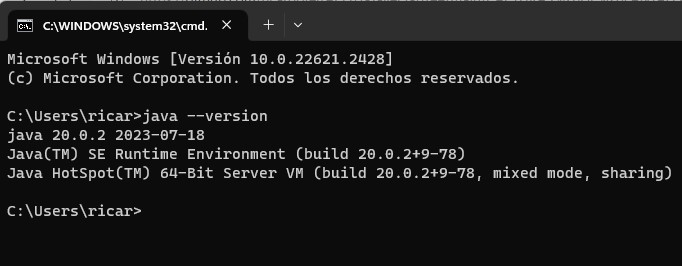 C:\WINDOWS\system32\cmd.
Microsoft Windows [Versión 10.0.22621.2428]
(c) Microsoft Corporation. Todos los derechos reservados.
C:\Users\ricar>java --version
java 20.0.2 2023-07-18
Java(TM) SE Runtime Environment (build 20.0.2+9-78)
Java HotSpot(TM) 64-Bit Server VM (build 20.0.2+9-78, mixed mode, sharing)
C:\Users\ricar>